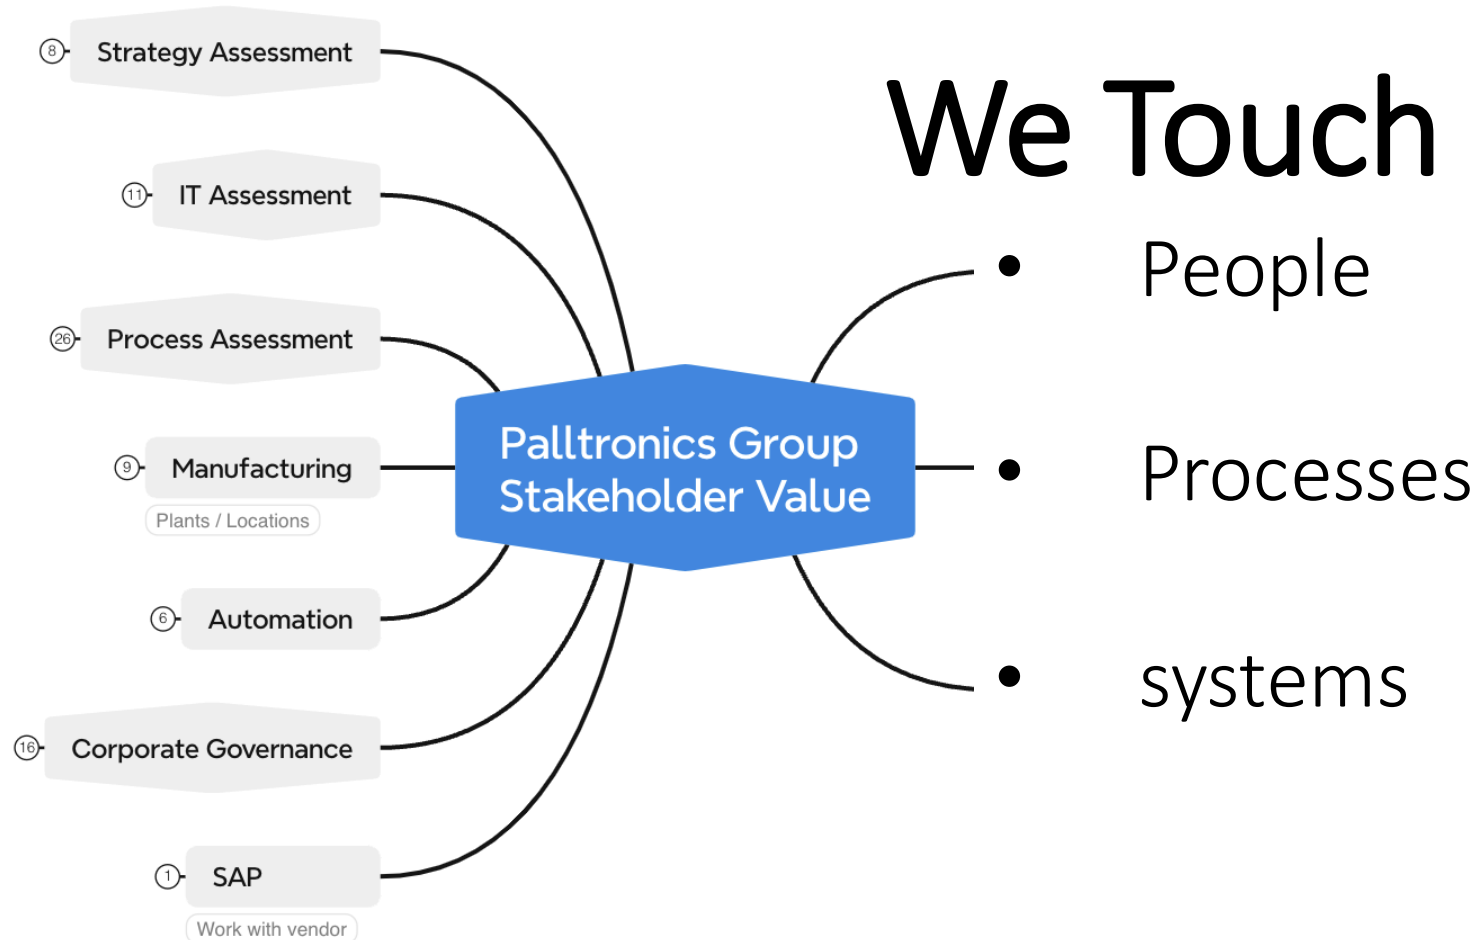 8 Strategy Assessment
11 IT Assessment
26 Process Assessment
9 Manufacturing
Plants / Locations
6 Automation
16 Corporate Governance
1 SAP
Work with vendor
Palltronics Group
Stakeholder Value
We Touch
• People
• Processes
• systems